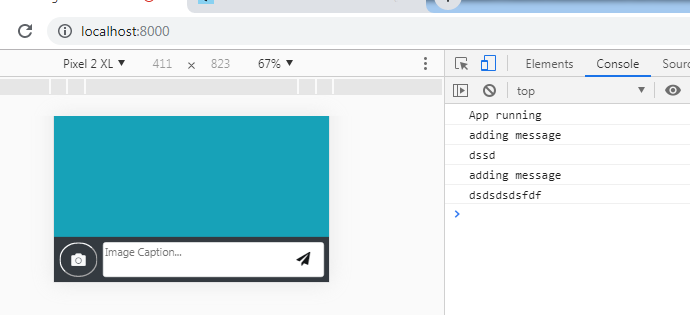 localhost:8000
Pixel 2 XL ▼ 411 × 823 67% ▼
Elements Console
top ▼
App running
adding message
dssd
adding message
dsdsdsdsfdf
Image Caption...